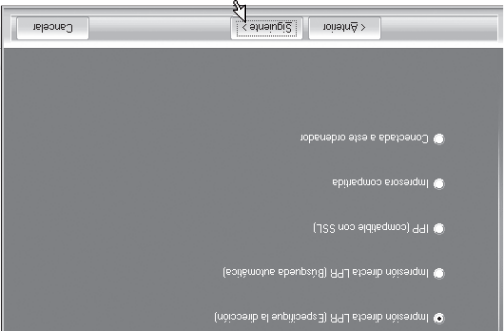 Impresión directa LPR (Especifique la dirección)
Impresión directa LPR (Búsqueda automática)
IPP (compatible con SSL)
Impresora compartida
Conectada a este ordenador
< Anterior
Siguiente >
Cancelar